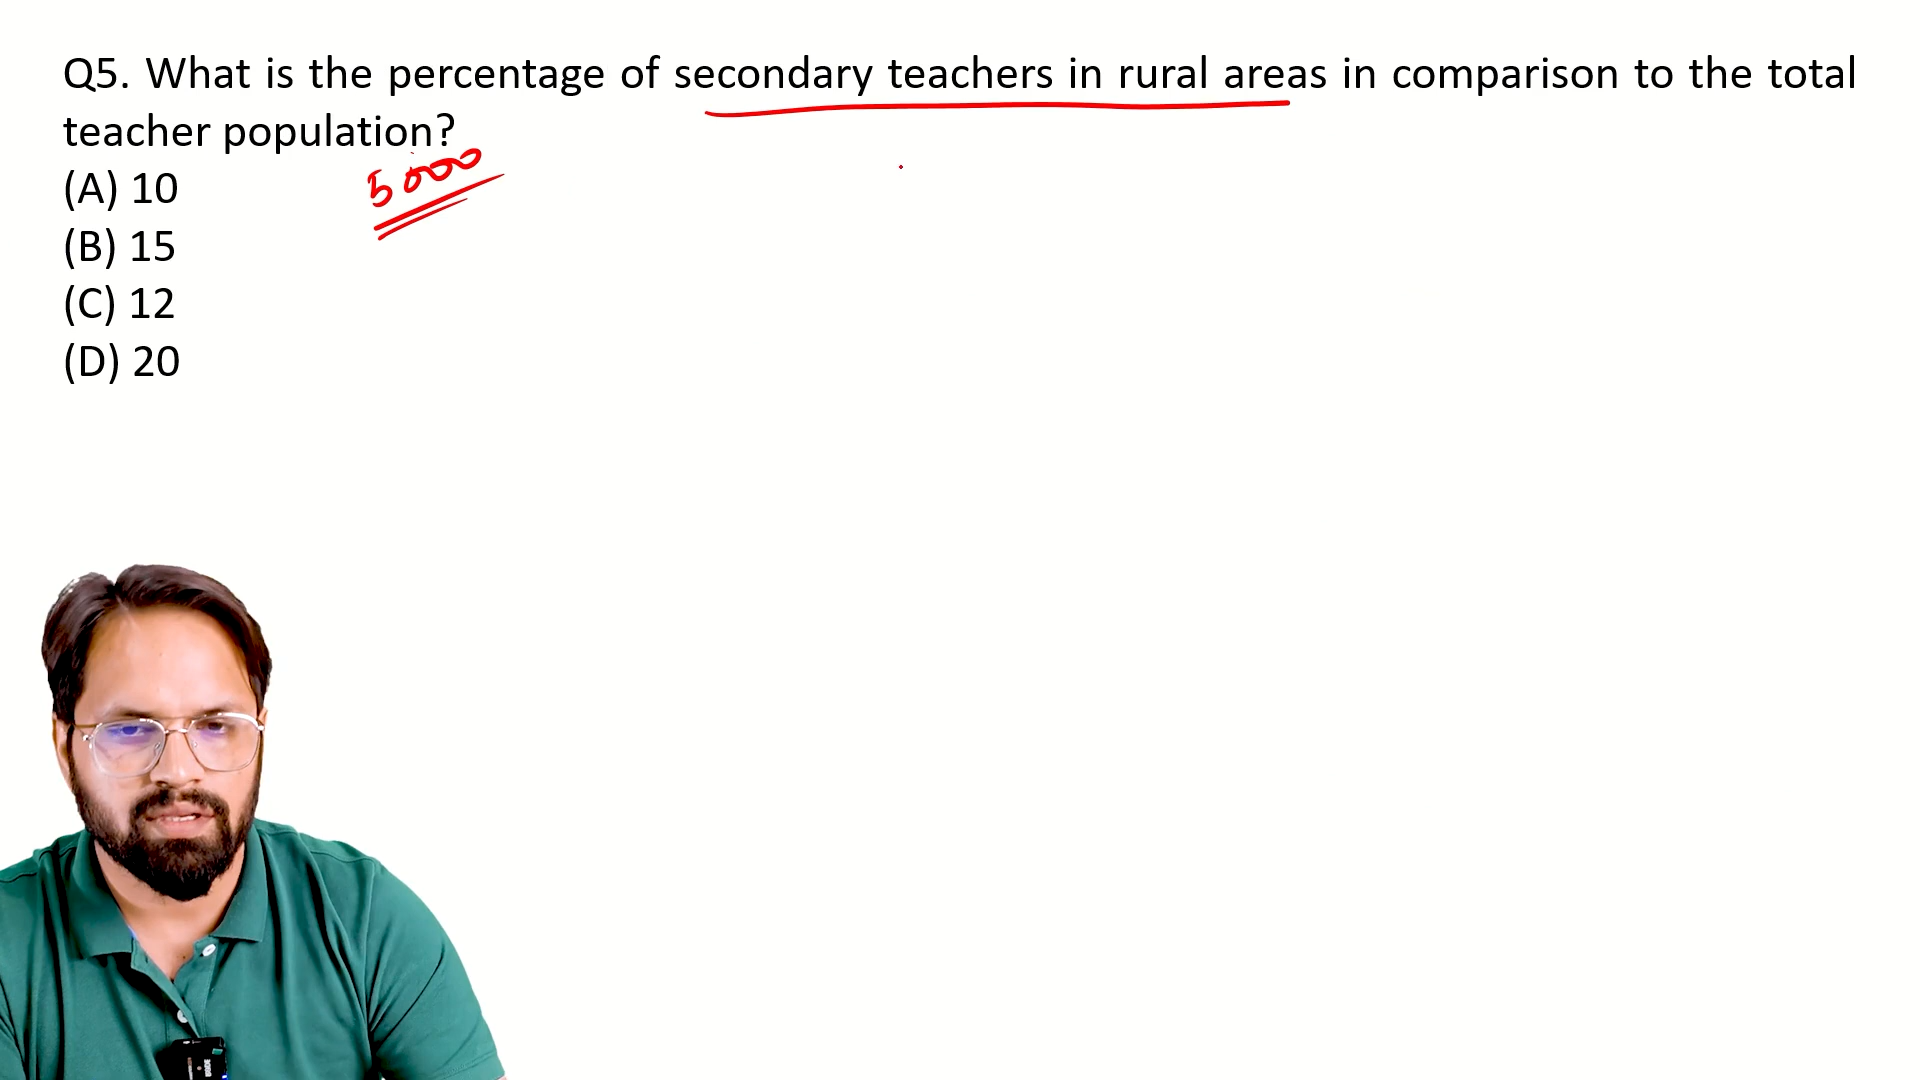 Q5. What is the percentage of secondary teachers in rural areas in comparison to the total
teacher population?
5000
(A) 10
(B) 15
(C) 12
(D) 20